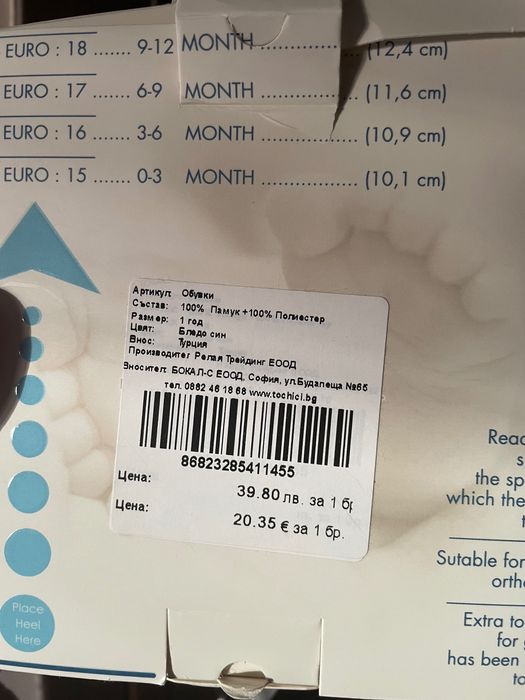 EURO : 18 ....... 9-12 MONTH .............. (12,4 cm)
EURO : 17 ....... 6-9 MONTH ................. (11,6 cm)
EURO : 16 ....... 3-6 MONTH ................. (10,9 cm)
EURO : 15 ....... 0-3 MONTH ................. (10,1 cm)
Артикул: Обувки
Състав: 100% Памук +100% Полиестер
Размер: 1 год
Цвят: Бледо син
Внос: Турция
Производител: Релая Трейдинг ЕООД
Вносител: БОКАЛ-С ЕООД, София, ул.Будапеща №65
тел. 0882 46 18 68 www.tochici.bg
86823285411455
Цена: 39.80 лв. за 1 бр
Цена: 20.35 € за 1 бр.
the sp
which the
Sutable for
orth
Extra to
for
has been
Place
Heel
Here